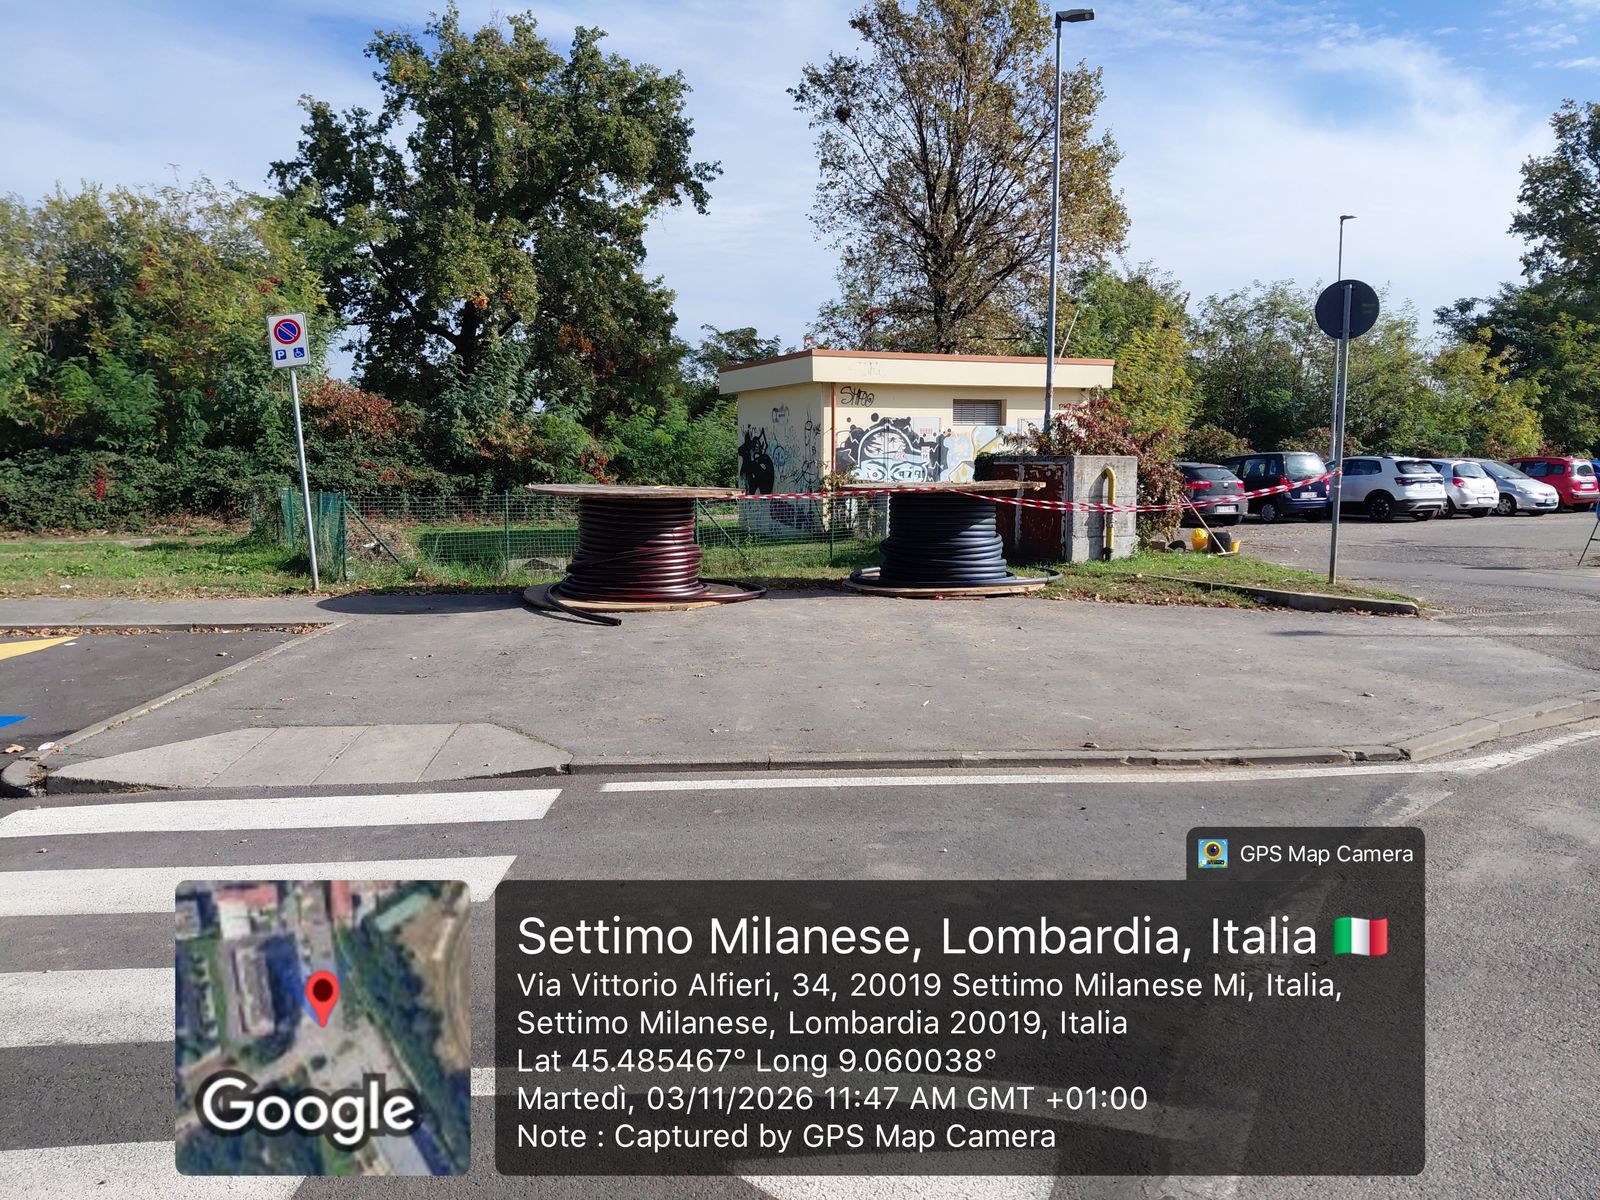 P
SHRO
GPS Map Camera
Settimo Milanese, Lombardia, Italia
Via Vittorio Alfieri, 34, 20019 Settimo Milanese Mi, Italia,
Settimo Milanese, Lombardia 20019, Italia
Lat 45.485467° Long 9.060038°
Martedì, 03/11/2026 11:47 AM GMT +01:00
Note : Captured by GPS Map Camera
Google